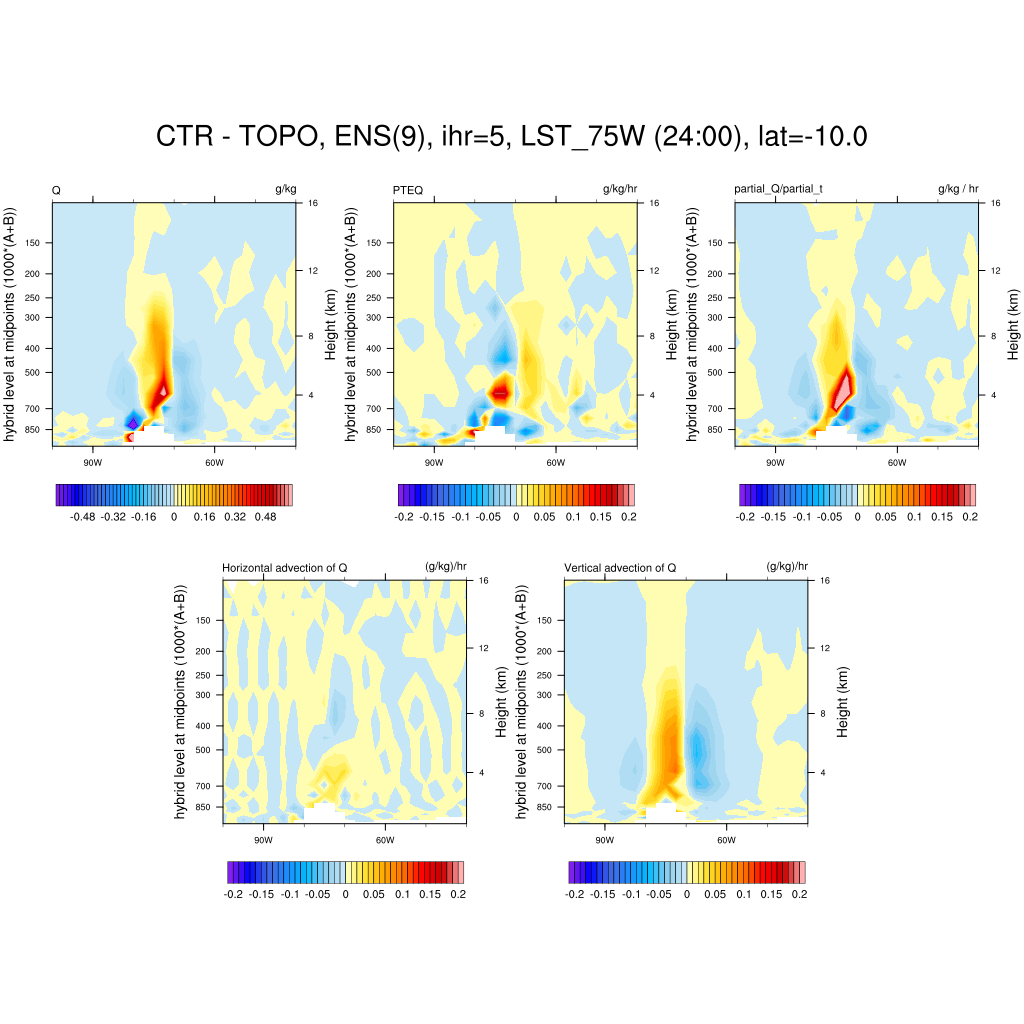 CTR - TOPO, ENS(9), ihr=5, LST_75W (24:00), lat=-10.0
Q g/kg
hybrid level at midpoints (1000*(A+B))
150
200
250
300
400
500
700
850
16
12
8
4
Height (km)
90W 60W
-0.48 -0.32 -0.16 0 0.16 0.32 0.48
PTEQ g/kg/hr
hybrid level at midpoints (1000*(A+B))
150
200
250
300
400
500
700
850
16
12
8
4
Height (km)
90W 60W
-0.2 -0.15 -0.1 -0.05 0 0.05 0.1 0.15 0.2
partial_Q/partial_t g/kg / hr
hybrid level at midpoints (1000*(A+B))
150
200
250
300
400
500
700
850
16
12
8
4
Height (km)
90W 60W
-0.2 -0.15 -0.1 -0.05 0 0.05 0.1 0.15 0.2
Horizontal advection of Q (g/kg)/hr
hybrid level at midpoints (1000*(A+B))
150
200
250
300
400
500
700
850
16
12
8
4
Height (km)
90W 60W
-0.2 -0.15 -0.1 -0.05 0 0.05 0.1 0.15 0.2
Vertical advection of Q (g/kg)/hr
hybrid level at midpoints (1000*(A+B))
150
200
250
300
400
500
700
850
16
12
8
4
Height (km)
90W 60W
-0.2 -0.15 -0.1 -0.05 0 0.05 0.1 0.15 0.2